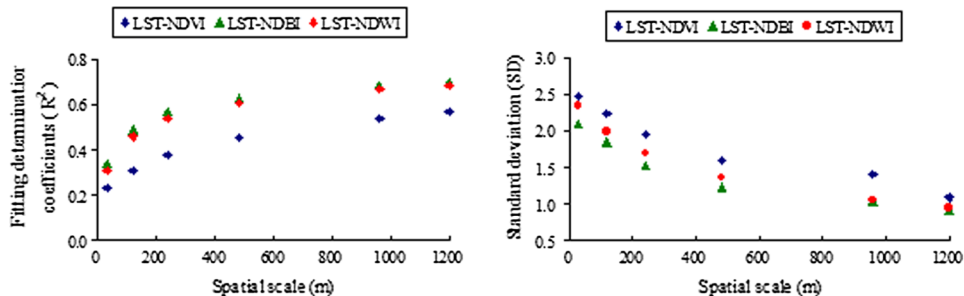 LST-NDVI LST-NDBI LST-NDWI
Fitting determination
coefficients (R²)
0.8
0.6
0.4
0.2
0.0
0 200 400 600 800 1000 1200
Spatial scale (m)
LST-NDVI LST-NDBI LST-NDWI
Standard deviation (SD)
3.0
2.5
2.0
1.5
1.0
0.5
0 200 400 600 800 1000 1200
Spatial scale (m)